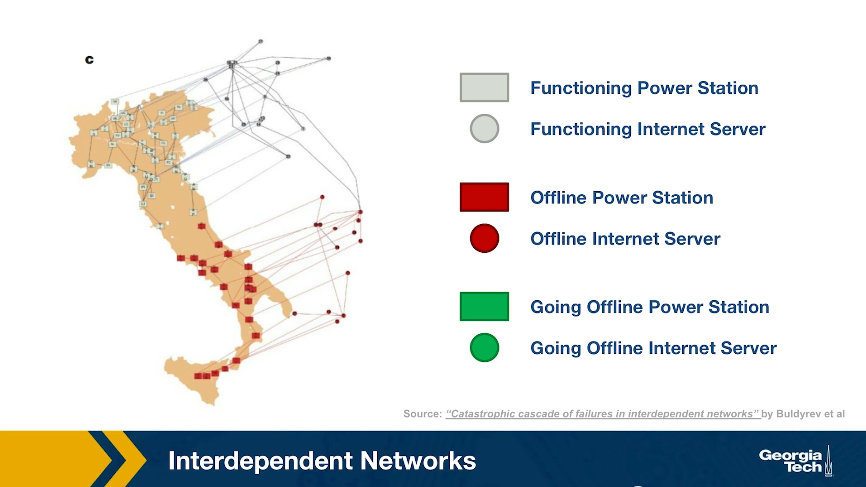 c
Functioning Power Station
Functioning Internet Server
Offline Power Station
Offline Internet Server
Going Offline Power Station
Going Offline Internet Server
Source: “Catastrophic cascade of failures in interdependent networks” by Buldyrev et al
Interdependent Networks
Georgia
Tech